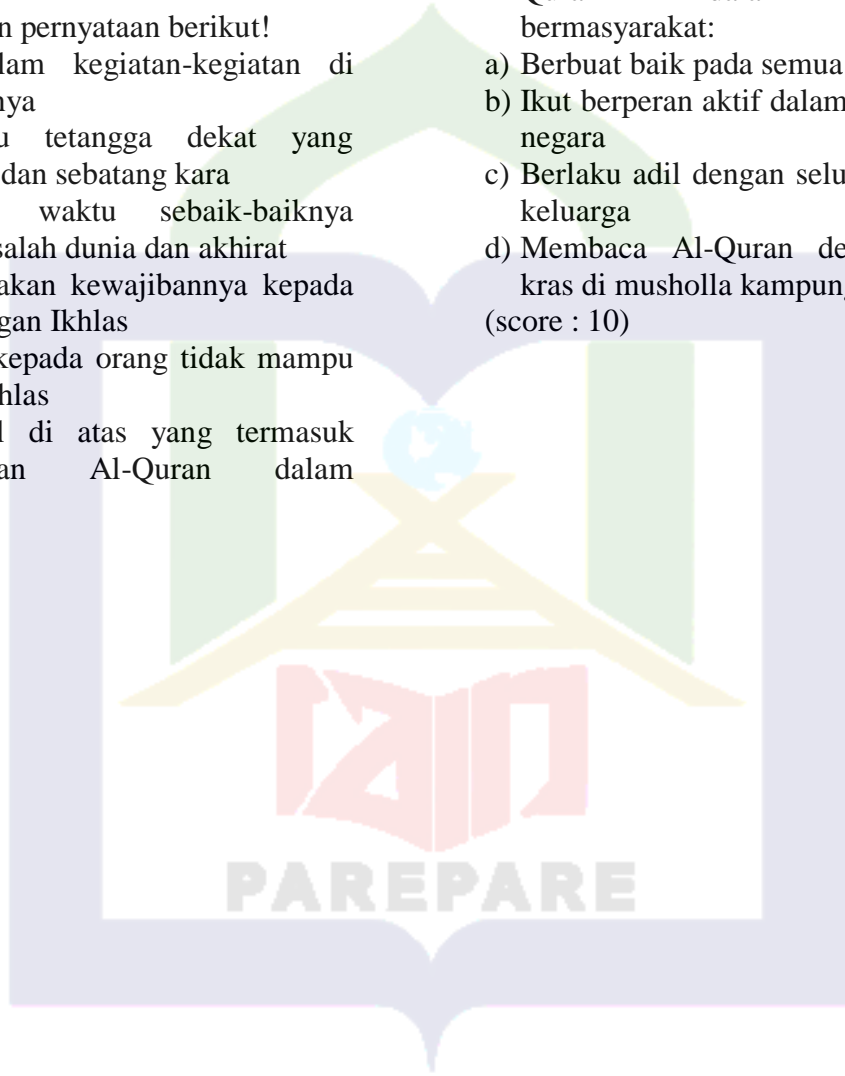 n pernyataan berikut!
lam kegiatan-kegiatan di
nya
u tetangga dekat yang
dan sebatang kara
waktu sebaik-baiknya
salah dunia dan akhirat
akan kewajibannya kepada
gan Ikhlas
kepada orang tidak mampu
hlas
l di atas yang termasuk
an Al-Quran dalam
bermasyarakat:
a) Berbuat baik pada semua
b) Ikut berperan aktif dalam
negara
c) Berlaku adil dengan selu
keluarga
d) Membaca Al-Quran de
kras di musholla kampung
(score : 10)
iain
PAREPARE